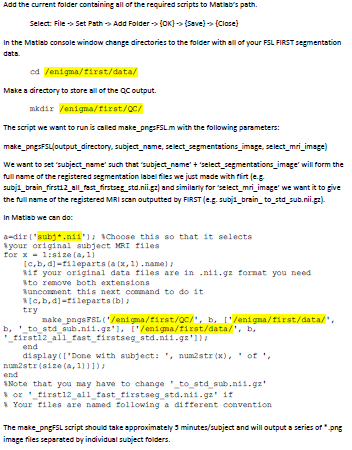 Add the current folder containing all of the required scripts to Matlab's path.
Select: File -> Set Path -> Add Folder -> {OK} -> {Save} -> {Close}
In the Matlab console window change directories to the folder with all of your FSL FIRST segmentation
data.
cd /enigma/first/data/
Make a directory to store all of the QC output.
mkdir /enigma/first/QC/
The script we want to run is called make_pngsFSL.m with the following parameters:
make_pngsFSL(output_directory, subject_name, select_segmentations_image, select_mri_image)
We want to set 'subject_name' such that 'subject_name' + 'select_segmentations_image' will form the
full name of the registered segmentation label files we just made with flirt (e.g.
subj1_brain_first12_all_fast_firstseg_std.nii.gz) and similarly for 'select_mri_image' we want it to give
the full name of the registered MRI scan outputted by FIRST (e.g. subj1_brain_to_std_sub.nii.gz).
In Matlab we can do:
a=dir('subj*.nii'); %Choose this so that it selects
%your original subject MRI files
for x = 1:size(a,1)
[c,b,d]=fileparts(a(x,1).name);
%if your original data files are in .nii.gz format you need
%to remove both extensions
%uncomment this next command to do it
%[c,b,d]=fileparts(b);
try
make_pngsFSL('/enigma/first/QC/', b, ['/enigma/first/data/',
b, '_to_std_sub.nii.gz'], ['/enigma/first/data/', b,
'_first12_all_fast_firstseg_std.nii.gz']);
end
display(['Done with subject: ', num2str(x), ' of ',
num2str(size(a,1))]);
end
%Note that you may have to change '_to_std_sub.nii.gz'
% or '_first12_all_fast_firstseg_std.nii.gz' if
% Your files are named following a different convention
The make_pngFSL script should take approximately 5 minutes/subject and will output a series of *.png
image files separated by individual subject folders.